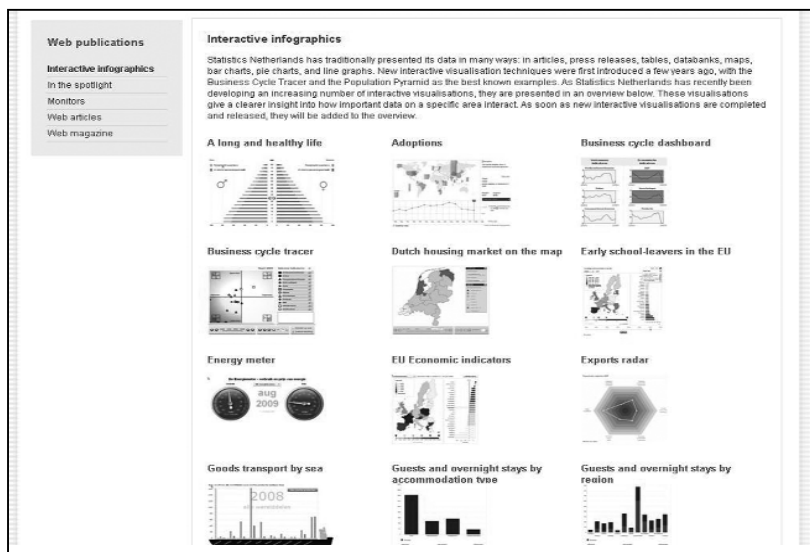 Web publications
Interactive infographics
In the spotlight
Monitors
Web articles
Web magazine
Interactive infographics
Statistics Netherlands has traditionally presented its data in many ways: in articles, press releases, tables, databanks, maps,
bar charts, pie charts, and line graphs. New interactive visualisation techniques were first introduced a few years ago, with the
Business Cycle Tracer and the Population Pyramid as the best known examples. As Statistics Netherlands has recently been
developing an increasing number of interactive visualisations, they are presented in an overview below. These visualisations
give a clearer insight into how important data on a specific area interact. As soon as new interactive visualisations are completed
and released, they will be added to the overview.
A long and healthy life
Adoptions
Business cycle dashboard
Business cycle tracer
Dutch housing market on the map
Early school-leavers in the EU
Energy meter
EU Economic indicators
Exports radar
aug
2009
Goods transport by sea
Guests and overnight stays by
accommodation type
Guests and overnight stays by
region
2008